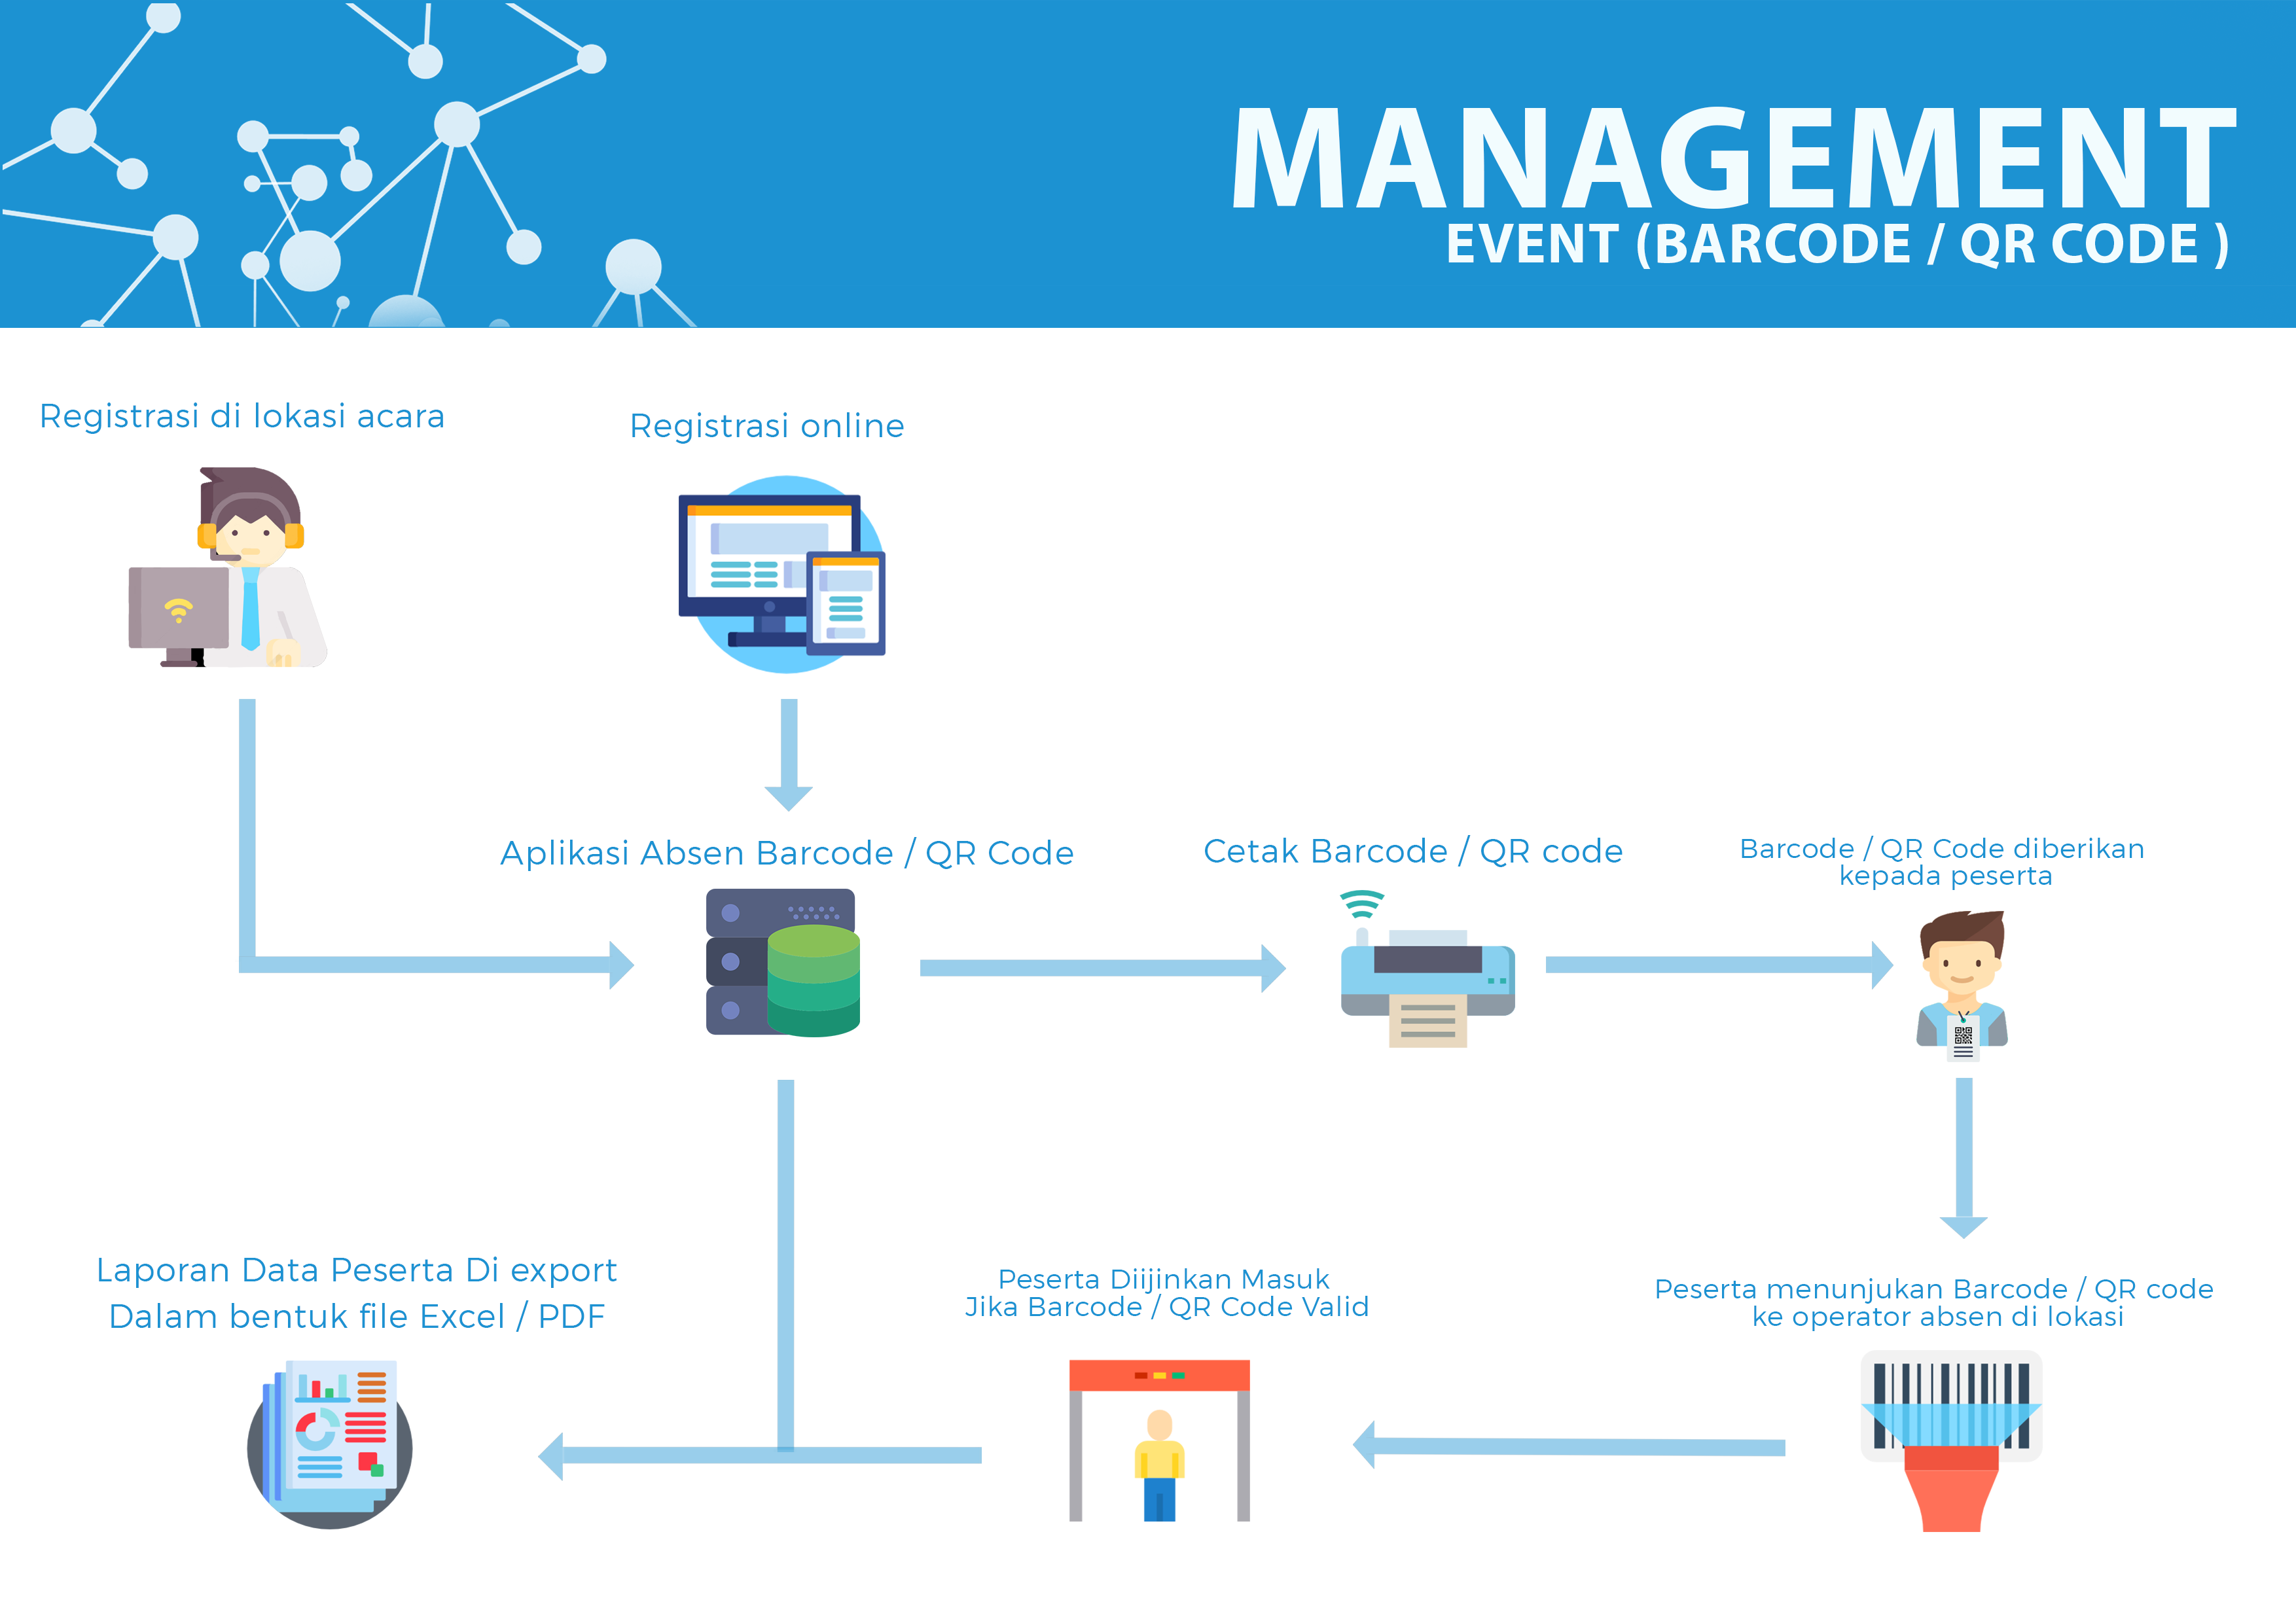 MANAGEMENT
EVENT (BARCODE / QR CODE )
Registrasi di lokasi acara
Registrasi online
Aplikasi Absen Barcode / QR Code
Cetak Barcode / QR code
Barcode / QR Code diberikan
kepada peserta
Laporan Data Peserta Di export
Dalam bentuk file Excel / PDF
Peserta Diijinkan Masuk
Jika Barcode / QR Code Valid
Peserta menunjukan Barcode / QR code
ke operator absen di lokasi